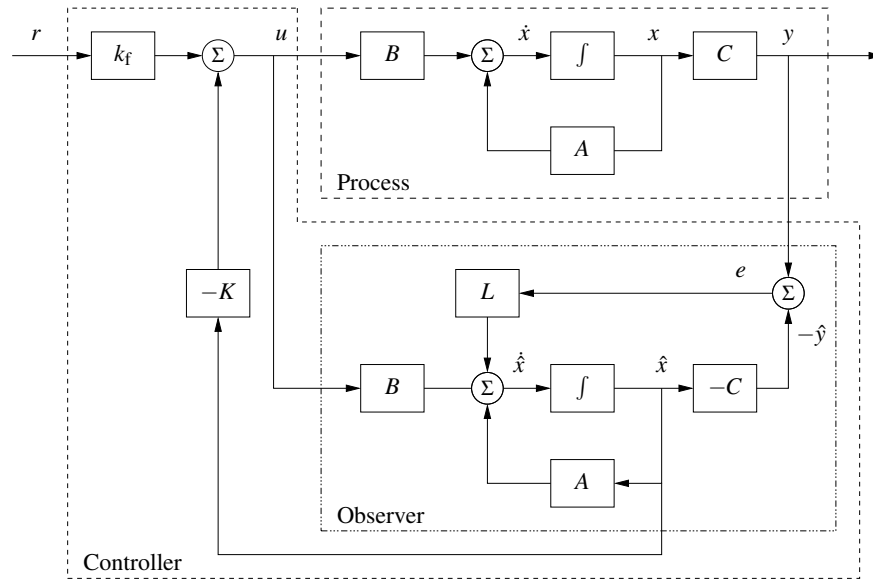 r
k_f
Σ
u
B
Σ
ẋ
∫
x
C
y
A
Process
−K
L
e
Σ
−ŷ
B
Σ
x̂̇
∫
x̂
−C
A
Observer
Controller